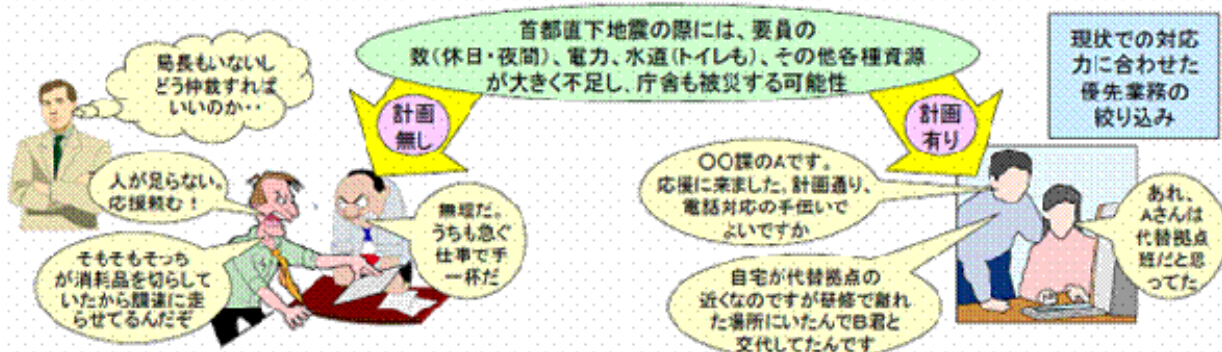 首都直下地震の際には、要員の
数(休日・夜間)、電力、水道(トイレも)、その他各種資源
が大きく不足し、庁舎も被災する可能性
局長もいないし
どう仲裁すれば
いいのか‥
計画
無し
人が足らない。
応援頼む！
無理だ。
うちも急ぐ
仕事で手
一杯だ
そもそもそっち
が消耗品を切らして
いたから調達に走
らせてるんだぞ
計画
有り
現状での対応
力に合わせた
優先業務の
絞り込み
〇〇課のAです。
応援に来ました。計画通り、
電話対応の手伝いで
よいですか
あれ、
Aさんは
代替拠点
班だと思
ってた
自宅が代替拠点の
近くなのですが研修で離れ
た場所にいたんでB君と
交代してたんです